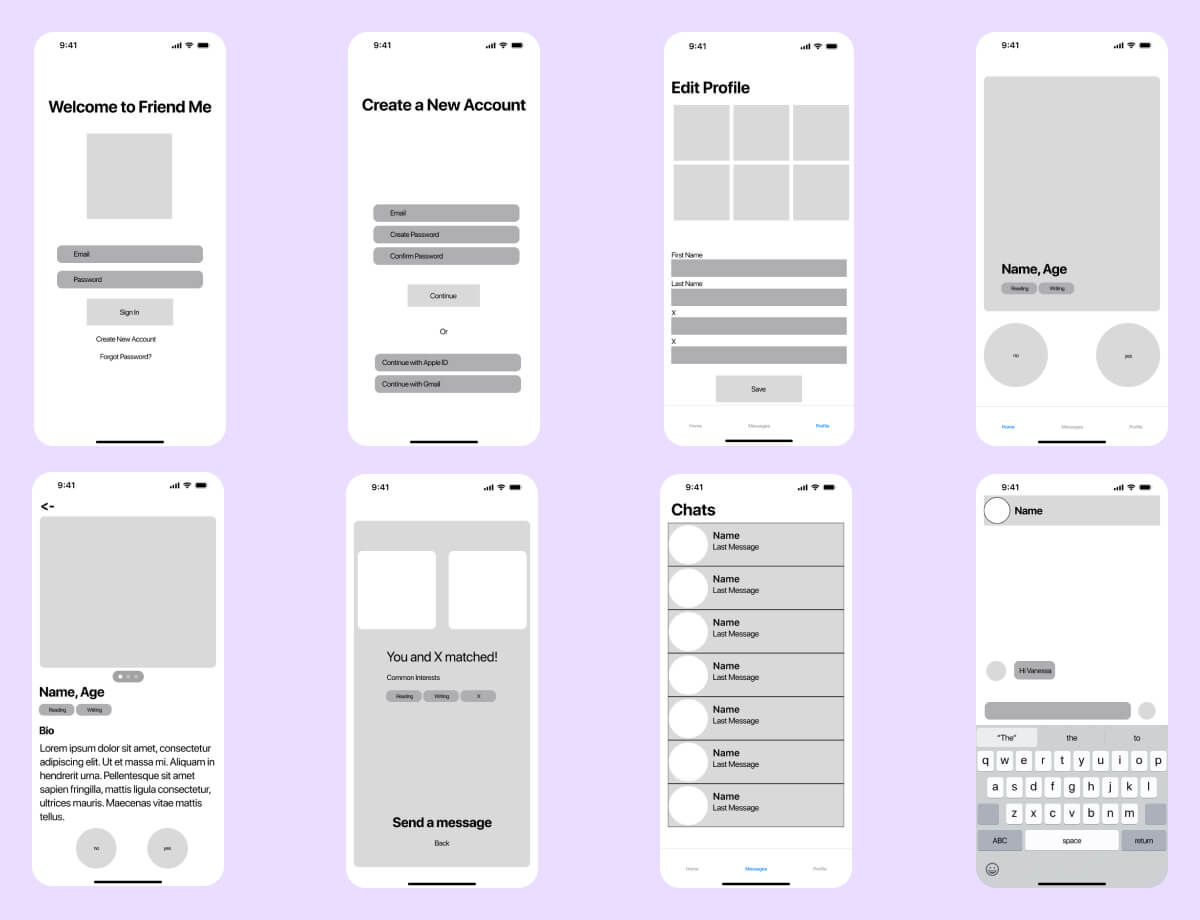 9:41
Welcome to Friend Me
Email
Password
Sign In
Create New Account
Forgot Password?
9:41
Create a New Account
Email
Create Password
Confirm Password
Continue
Or
Continue with Apple ID
Continue with Gmail
9:41
Edit Profile
First Name
Last Name
X
X
Save
Home Messages Profile
9:41
Name, Age
Reading Writing
no yes
Home Messages Profile
9:41
<-
Name, Age
Reading Writing
Bio
Lorem ipsum dolor sit amet, consectetur
adipiscing elit. Ut et massa mi. Aliquam in
hendrerit urna. Pellentesque sit amet
sapien fringilla, mattis ligula consectetur,
ultrices mauris. Maecenas vitae mattis
tellus.
no yes
9:41
You and X matched!
Common Interests
Reading Writing X
Send a message
Back
9:41
Chats
Name
Last Message
Name
Last Message
Name
Last Message
Name
Last Message
Name
Last Message
Name
Last Message
Name
Last Message
Home Messages Profile
9:41
Name
Hi Vanessa
"The" the to
q w e r t y u i o p
a s d f g h j k l
z x c v b n m
ABC space return